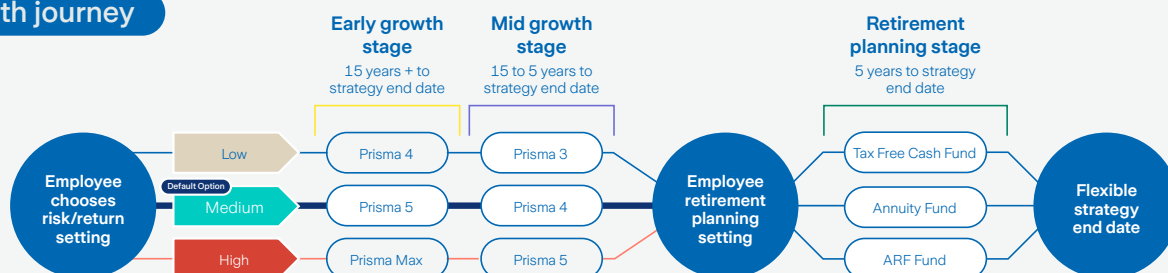 th journey
Early growth
stage
15 years + to
strategy end date
Mid growth
stage
15 to 5 years to
strategy end date
Retirement
planning stage
5 years to strategy
end date
Employee
chooses
risk/return
setting
Low
Default Option
Medium
High
Prisma 4
Prisma 5
Prisma Max
Prisma 3
Prisma 4
Prisma 5
Employee
retirement
planning
setting
Tax Free Cash Fund
Annuity Fund
ARF Fund
Flexible
strategy
end date